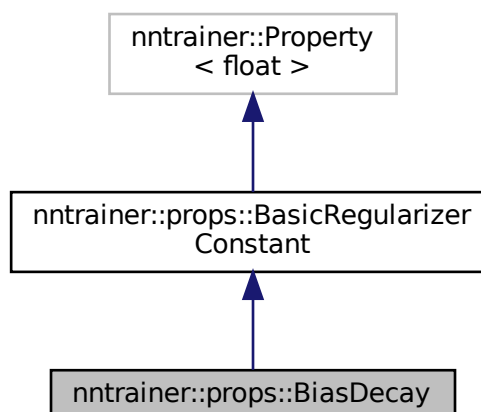 nntrainer::Property
< float >
nntrainer::props::BasicRegularizer
Constant
nntrainer::props::BiasDecay